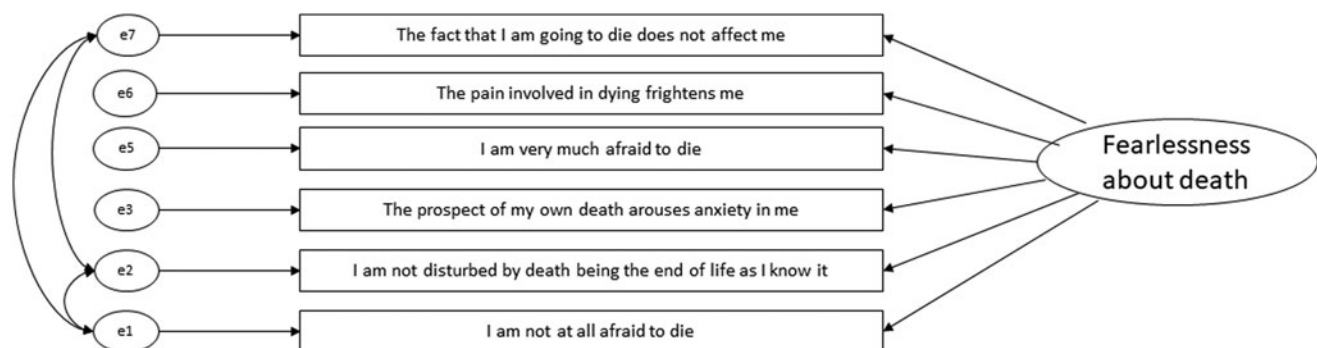 e7
The fact that I am going to die does not affect me
e6
The pain involved in dying frightens me
e5
I am very much afraid to die
Fearlessness
about death
e3
The prospect of my own death arouses anxiety in me
e2
I am not disturbed by death being the end of life as I know it
e1
I am not at all afraid to die